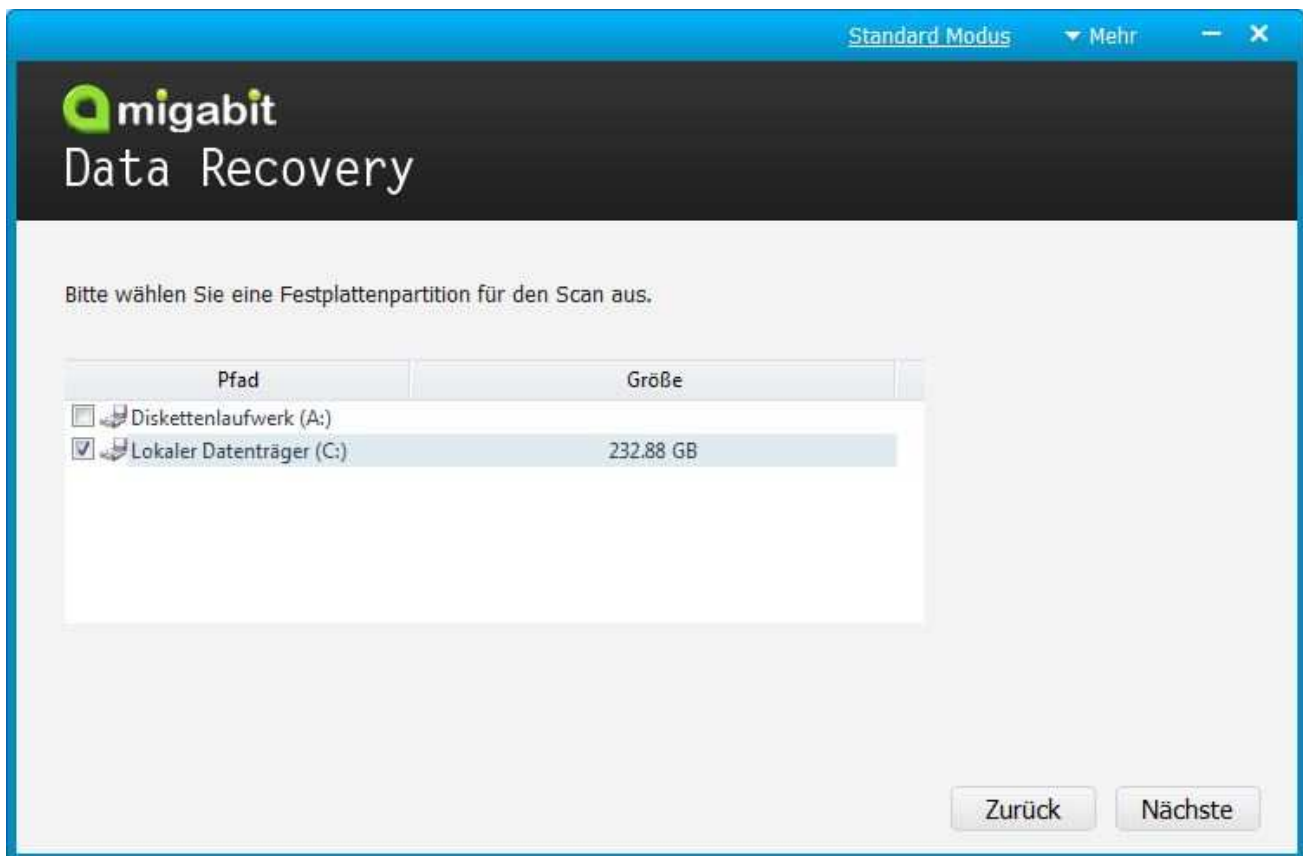 Standard Modus Mehr
amigabit
Data Recovery
Bitte wählen Sie eine Festplattenpartition für den Scan aus.
Pfad Größe
Diskettenlaufwerk (A:)
Lokaler Datenträger (C:) 232.88 GB
Zurück Nächste